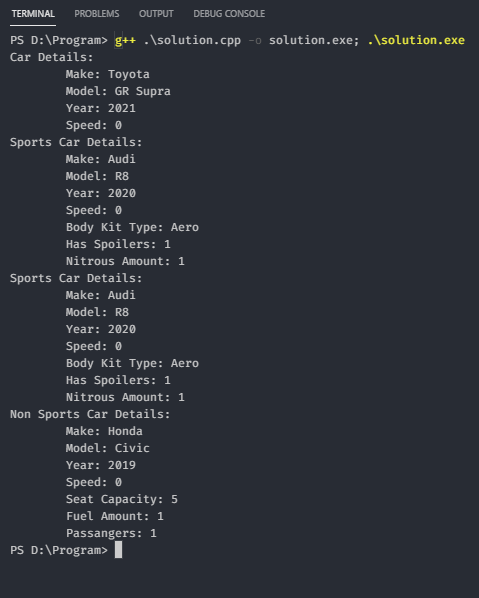 TERMINAL PROBLEMS OUTPUT DEBUG CONSOLE
PS D:\Program> g++ .\solution.cpp -o solution.exe; .\solution.exe
Car Details:
Make: Toyota
Model: GR Supra
Year: 2021
Speed: 0
Sports Car Details:
Make: Audi
Model: R8
Year: 2020
Speed: 0
Body Kit Type: Aero
Has Spoilers: 1
Nitrous Amount: 1
Sports Car Details:
Make: Audi
Model: R8
Year: 2020
Speed: 0
Body Kit Type: Aero
Has Spoilers: 1
Nitrous Amount: 1
Non Sports Car Details:
Make: Honda
Model: Civic
Year: 2019
Speed: 0
Seat Capacity: 5
Fuel Amount: 1
Passangers: 1
PS D:\Program>